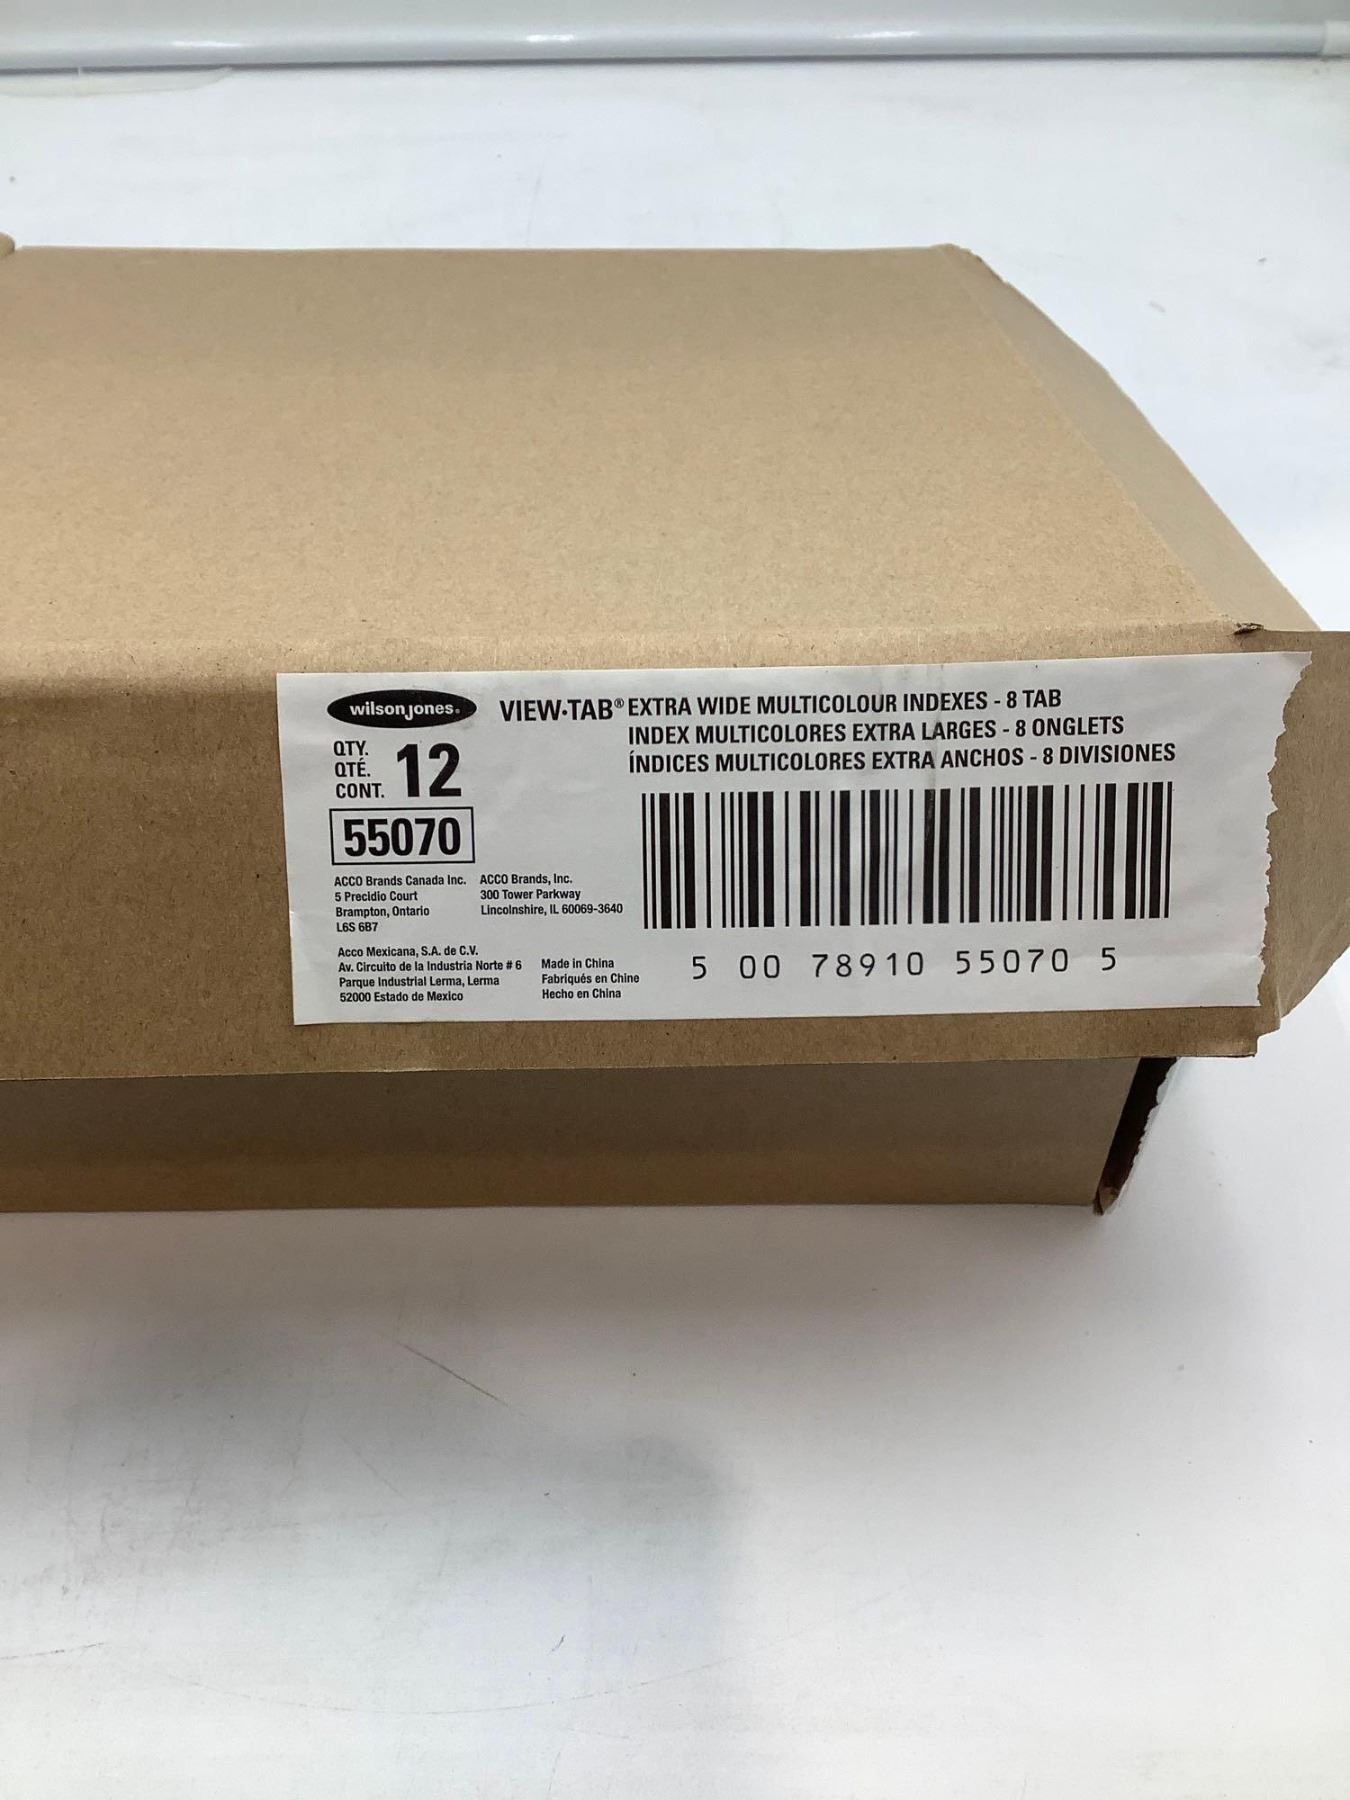 wilson jones®
VIEW•TAB® EXTRA WIDE MULTICOLOUR INDEXES - 8 TAB
INDEX MULTICOLORES EXTRA LARGES - 8 ONGLETS
ÍNDICES MULTICOLORES EXTRA ANCHOS - 8 DIVISIONES
QTY.
QTÉ.
CONT.
12
55070
ACCO Brands Canada Inc.
5 Precidio Court
Brampton, Ontario
L6S 6B7
ACCO Brands, Inc.
300 Tower Parkway
Lincolnshire, IL 60069-3640
Acco Mexicana, S.A. de C.V.
Av. Circuito de la Industria Norte # 6
Parque Industrial Lerma, Lerma
52000 Estado de Mexico
Made in China
Fabriqués en Chine
Hecho en China
5 00 78910 55070 5